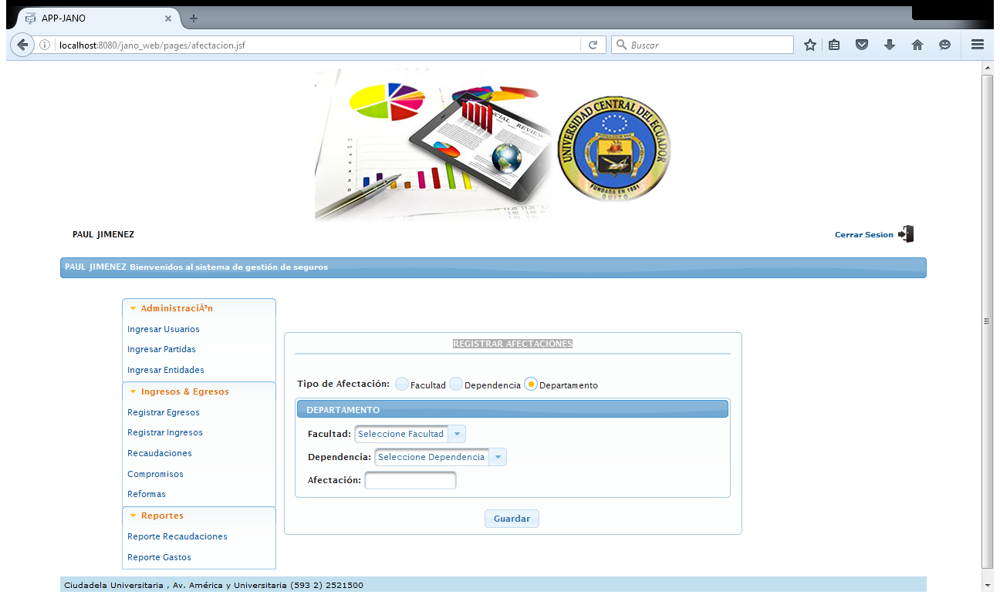 APP-JANO
localhost:8080/jano_web/pages/afectacion.jsf
Buscar
FINANCIAL REVIEW
UNIVERSIDAD CENTRAL DEL ECUADOR
FUNDADA EN 1651
QUITO
PAUL JIMENEZ
Cerrar Sesion
PAUL JIMENEZ Bienvenidos al sistema de gestión de seguros
AdministraciÃ³n
Ingresar Usuarios
Ingresar Partidas
Ingresar Entidades
Ingresos & Egresos
Registrar Egresos
Registrar Ingresos
Recaudaciones
Compromisos
Reformas
Reportes
Reporte Recaudaciones
Reporte Gastos
REGISTRAR AFECTACIONES
Tipo de Afectación: Facultad Dependencia Departamento
DEPARTAMENTO
Facultad: Seleccione Facultad
Dependencia: Seleccione Dependencia
Afectación:
Guardar
Ciudadela Universitaria , Av. América y Universitaria (593 2) 2521500